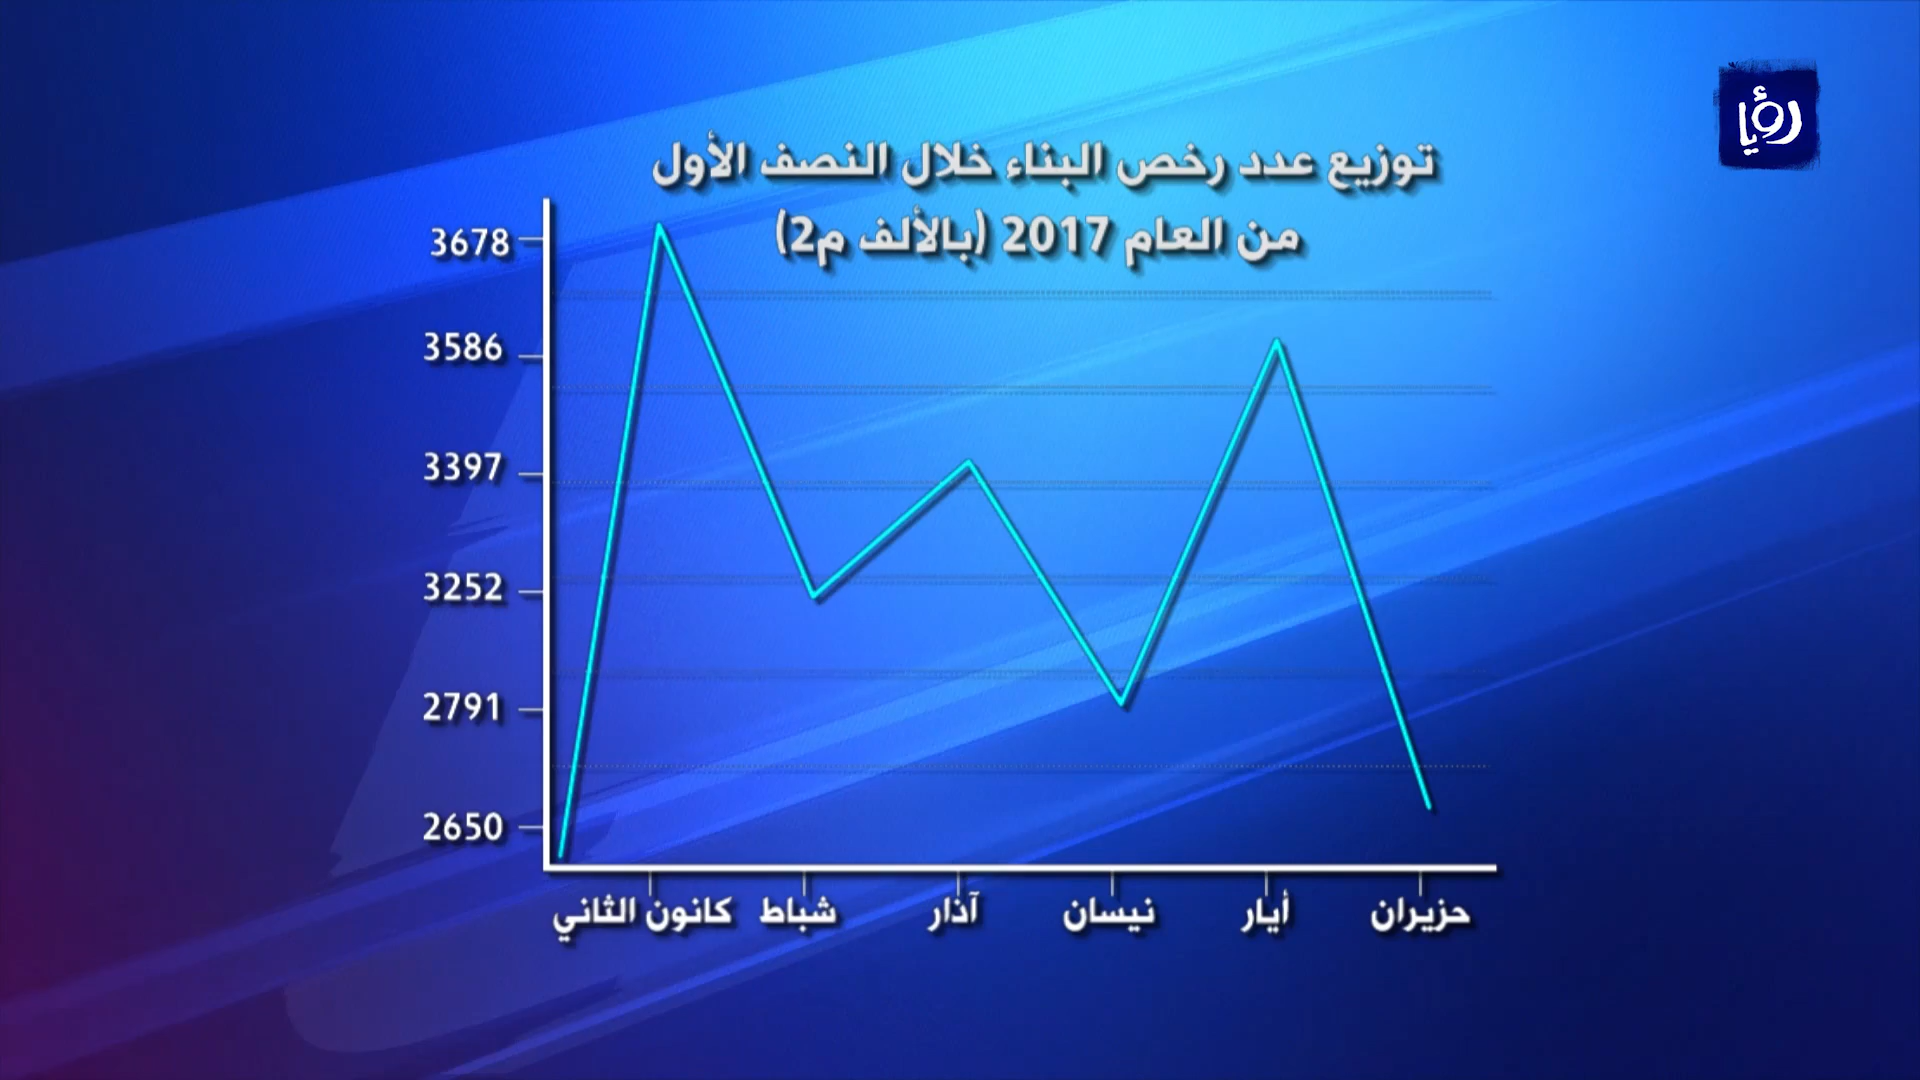 رؤيا
توزيع عدد رخص البناء خلال النصف الأول
من العام 2017 (بالألف م2)
3678
3586
3397
3252
2791
2650
كانون الثاني
شباط
آذار
نيسان
أيار
حزيران